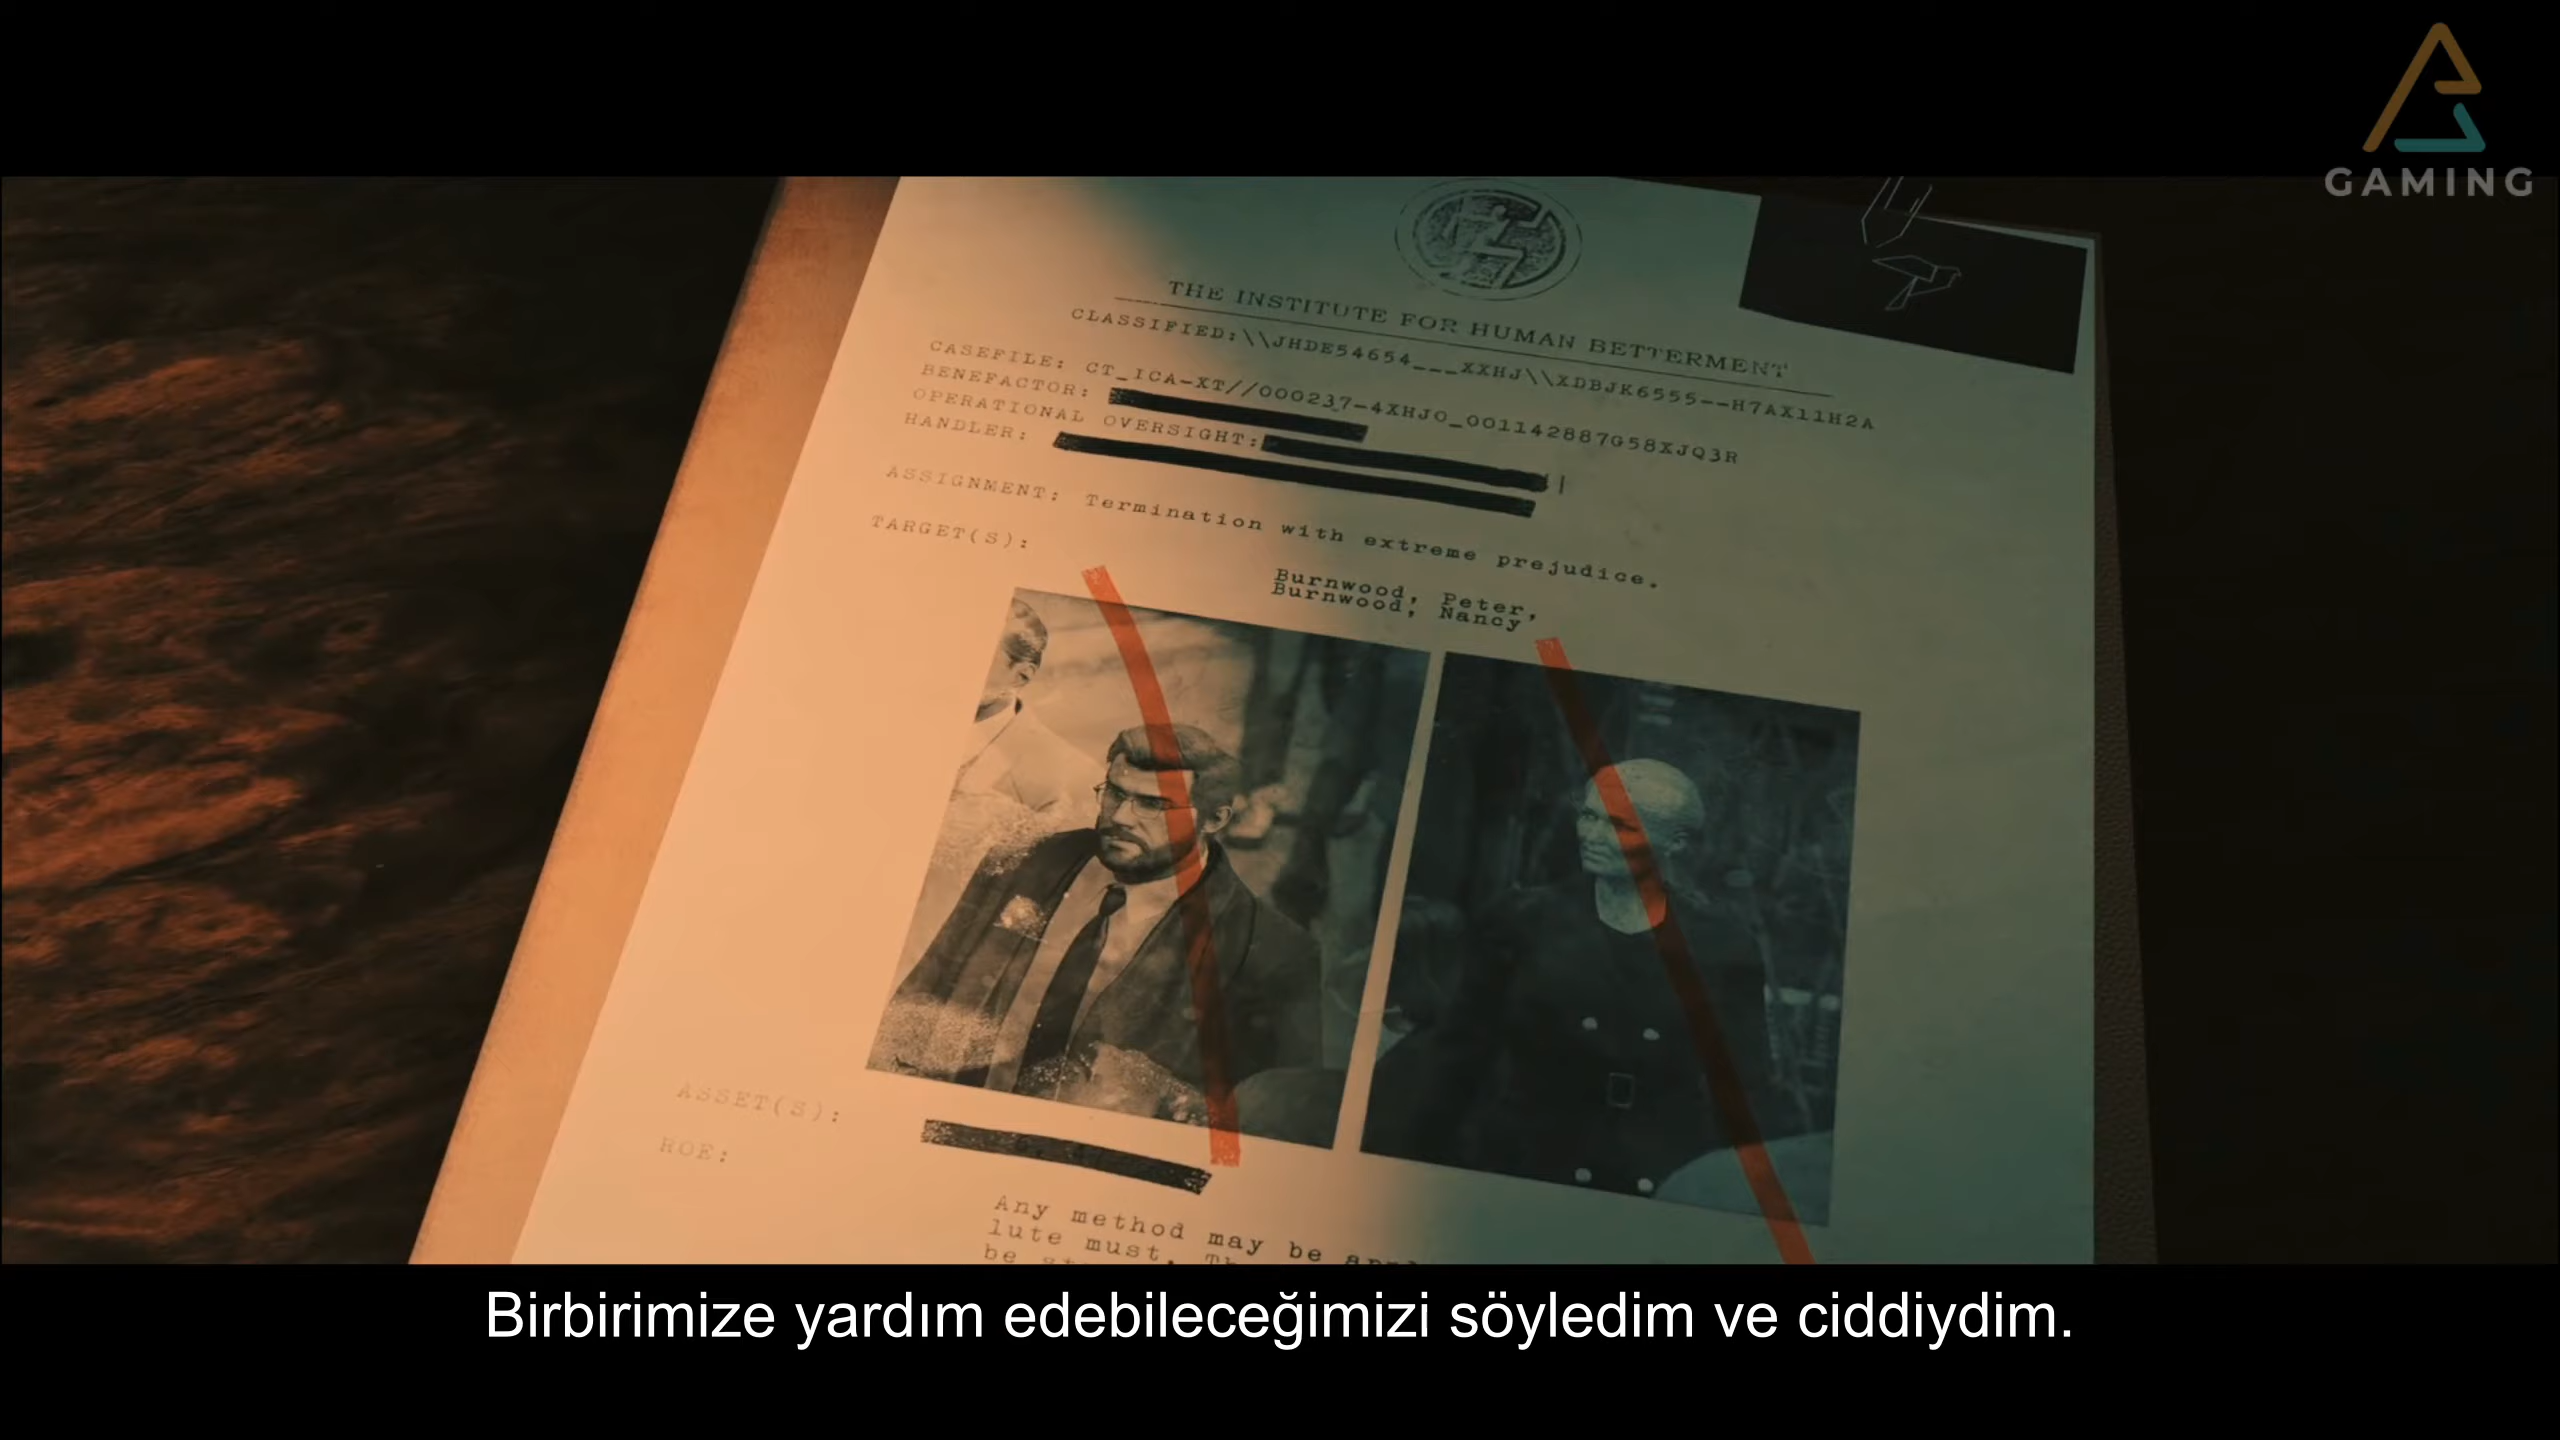 GAMING
THE INSTITUTE FOR HUMAN BETTERMENT
CLASSIFIED:\\JHDE54654___XXHJ\\XDBJK6555--H7AX11H2A
CASEFILE: CT_ICA-XT//000237-4XHJO_001142887G58XJQ3R
BENEFACTOR:
OPERATIONAL OVERSIGHT:
HANDLER:
ASSIGNMENT: Termination with extreme prejudice.
TARGET(S):
Burnwood, Peter,
Burnwood, Nancy
ASSET(S):
ROE:
Any method may be
lute must.
be
Birbirimize yardım edebileceğimizi söyledim ve ciddiydim.